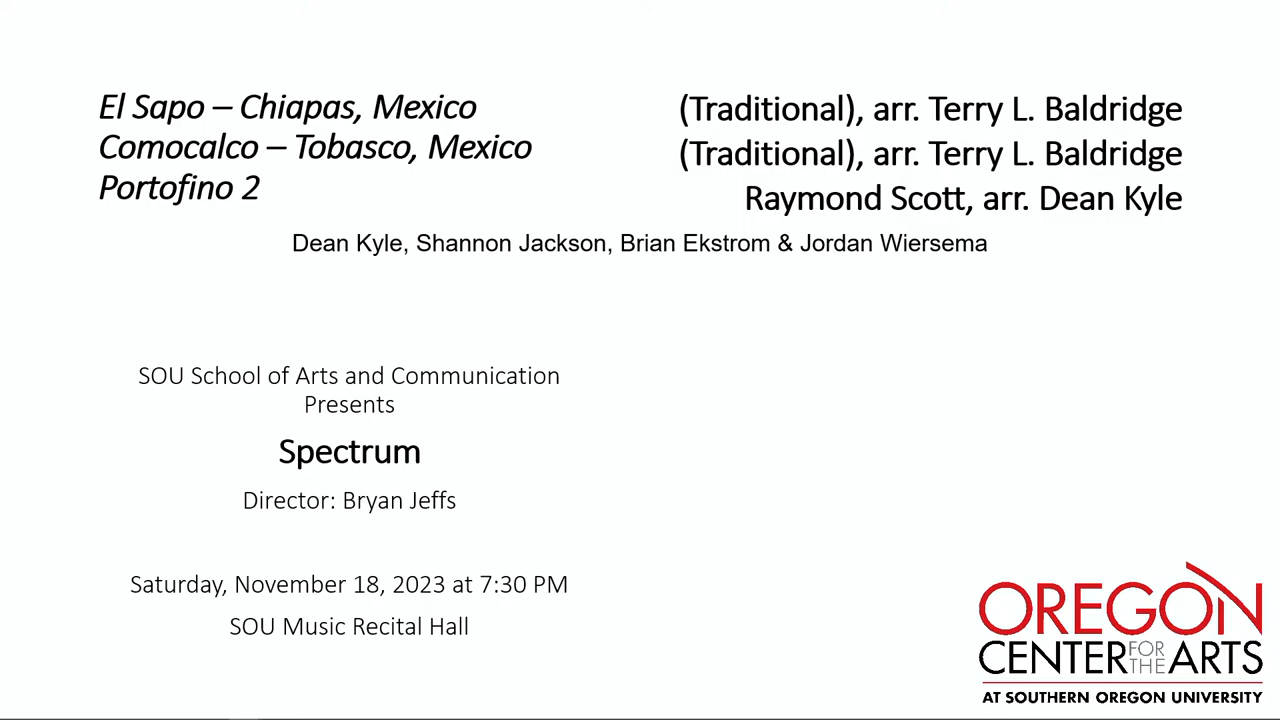 El Sapo – Chiapas, Mexico
(Traditional), arr. Terry L. Baldridge
Comocalco – Tobasco, Mexico
(Traditional), arr. Terry L. Baldridge
Portofino 2
Raymond Scott, arr. Dean Kyle
Dean Kyle, Shannon Jackson, Brian Ekstrom & Jordan Wiersema
SOU School of Arts and Communication
Presents
Spectrum
Director: Bryan Jeffs
Saturday, November 18, 2023 at 7:30 PM
SOU Music Recital Hall
OREGON
CENTER FOR THE ARTS
AT SOUTHERN OREGON UNIVERSITY